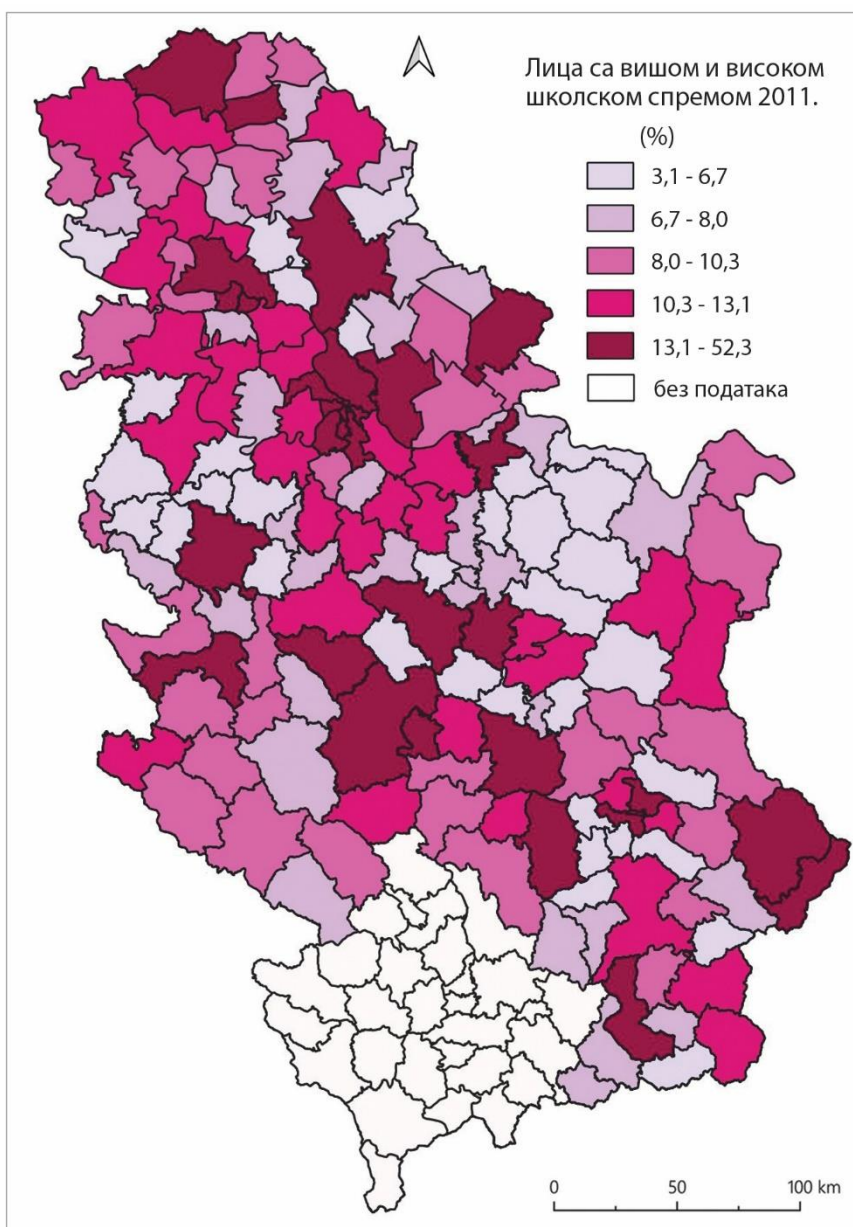 Лица са вишом и високом
школском спремом 2011.
(%)
3,1 - 6,7
6,7 - 8,0
8,0 - 10,3
10,3 - 13,1
13,1 - 52,3
без података
0 50 100 km